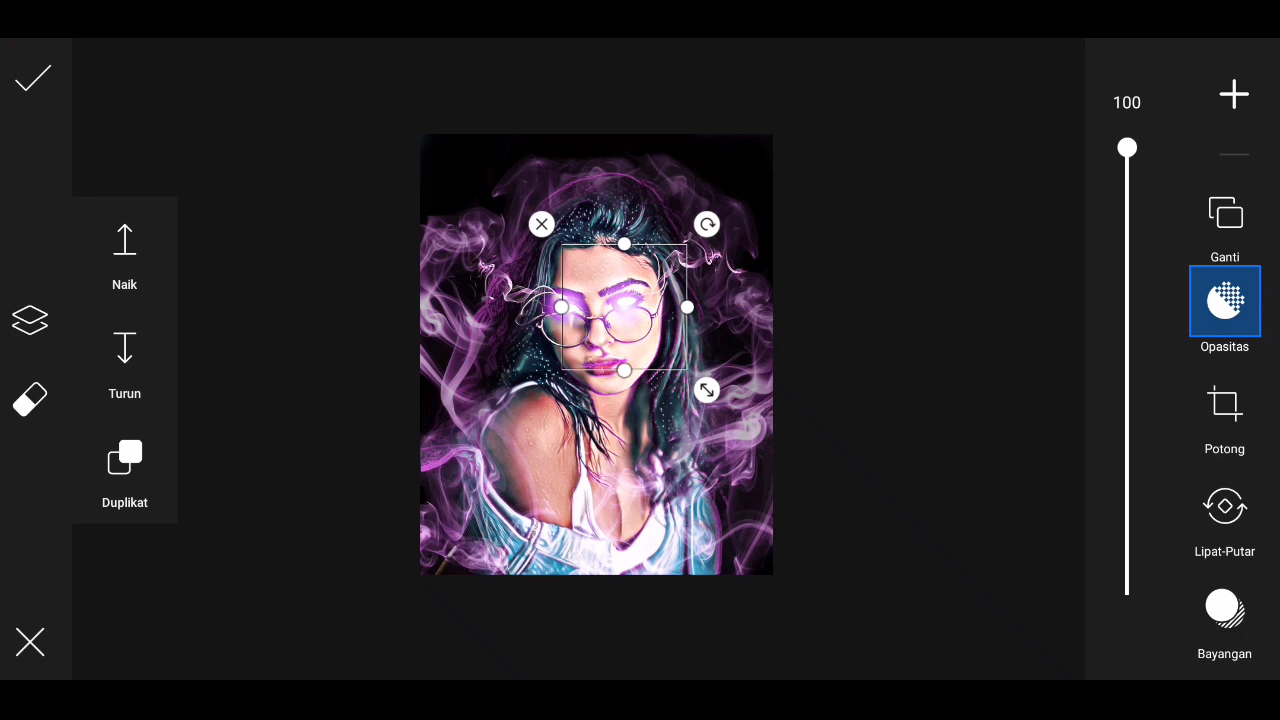 100
Naik
Turun
Duplikat
Ganti
Opasitas
Potong
Lipat-Putar
Bayangan